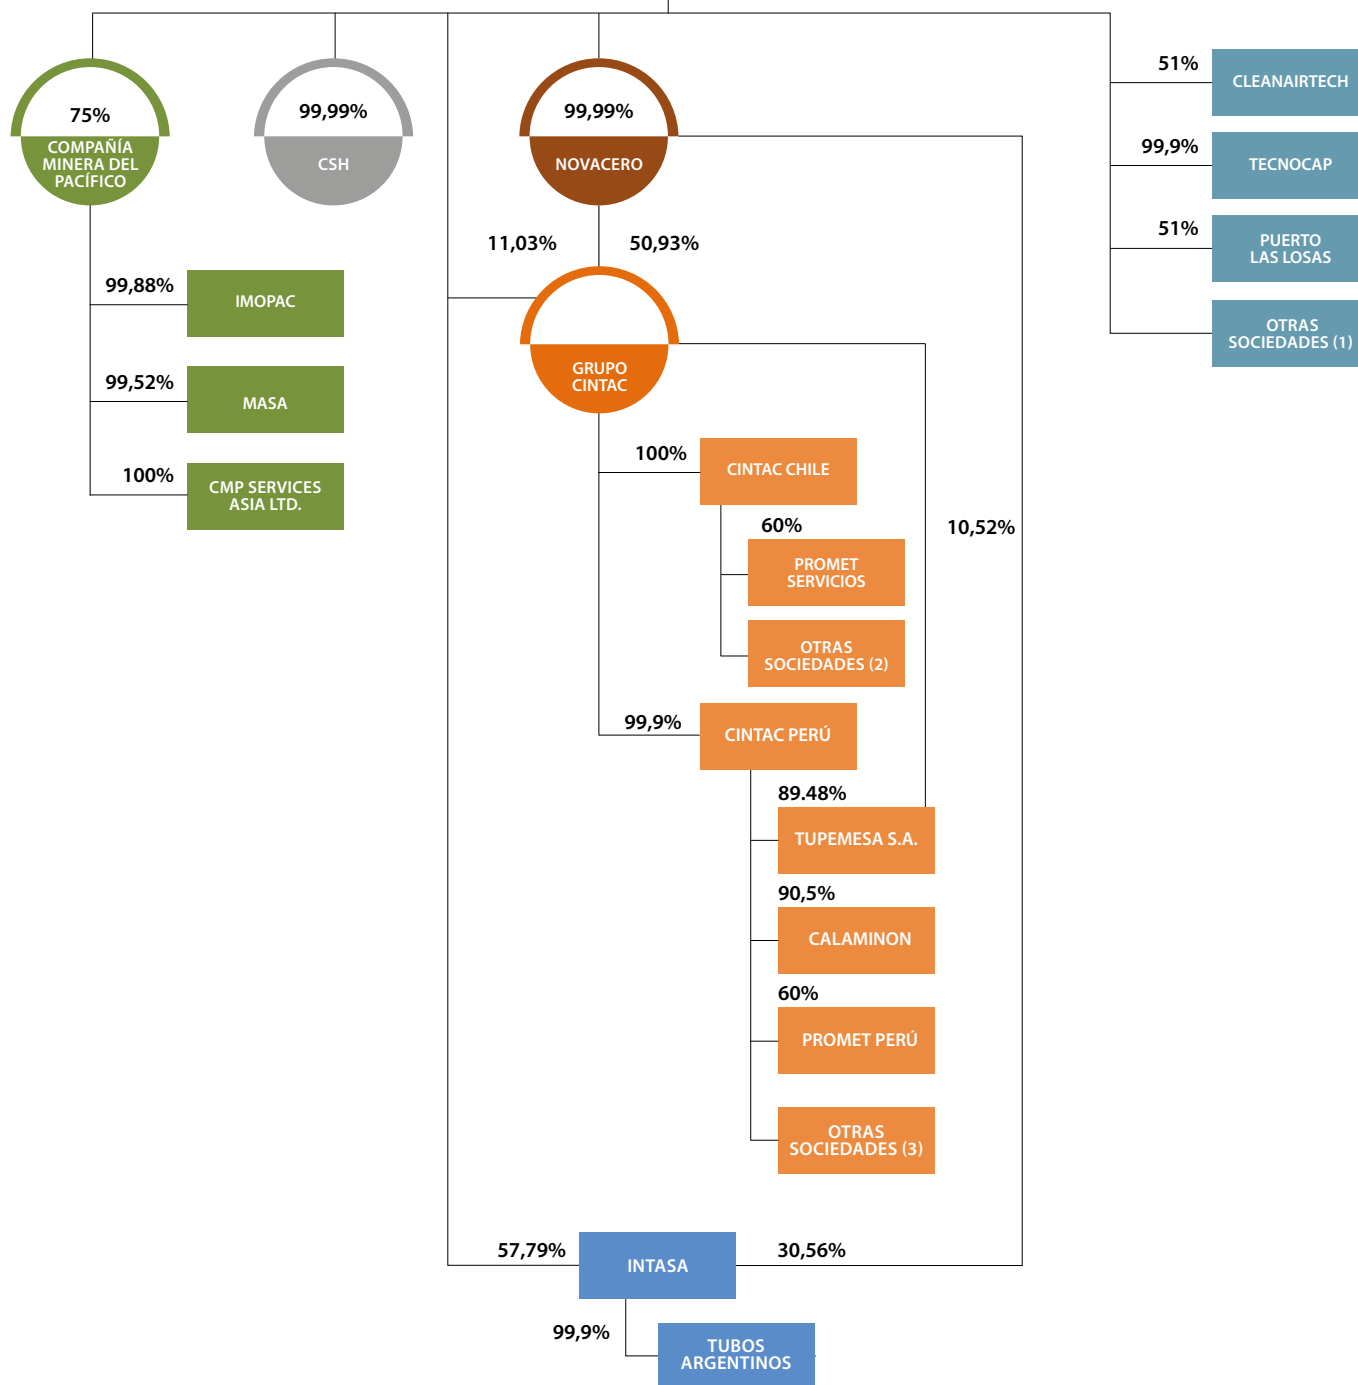 75%
COMPAÑÍA
MINERA DEL
PACÍFICO
99,99%
CSH
99,99%
NOVACERO
51%
CLEANAIRTECH
99,9%
TECNOCAP
51%
PUERTO
LAS LOSAS
OTRAS
SOCIEDADES (1)
99,88%
IMOPAC
99,52%
MASA
100%
CMP SERVICES
ASIA LTD.
11,03%
50,93%
GRUPO
CINTAC
100%
CINTAC CHILE
60%
PROMET
SERVICIOS
OTRAS
SOCIEDADES (2)
10,52%
99,9%
CINTAC PERÚ
89.48%
TUPEMESA S.A.
90,5%
CALAMINON
60%
PROMET PERÚ
OTRAS
SOCIEDADES (3)
57,79%
INTASA
30,56%
99,9%
TUBOS
ARGENTINOS